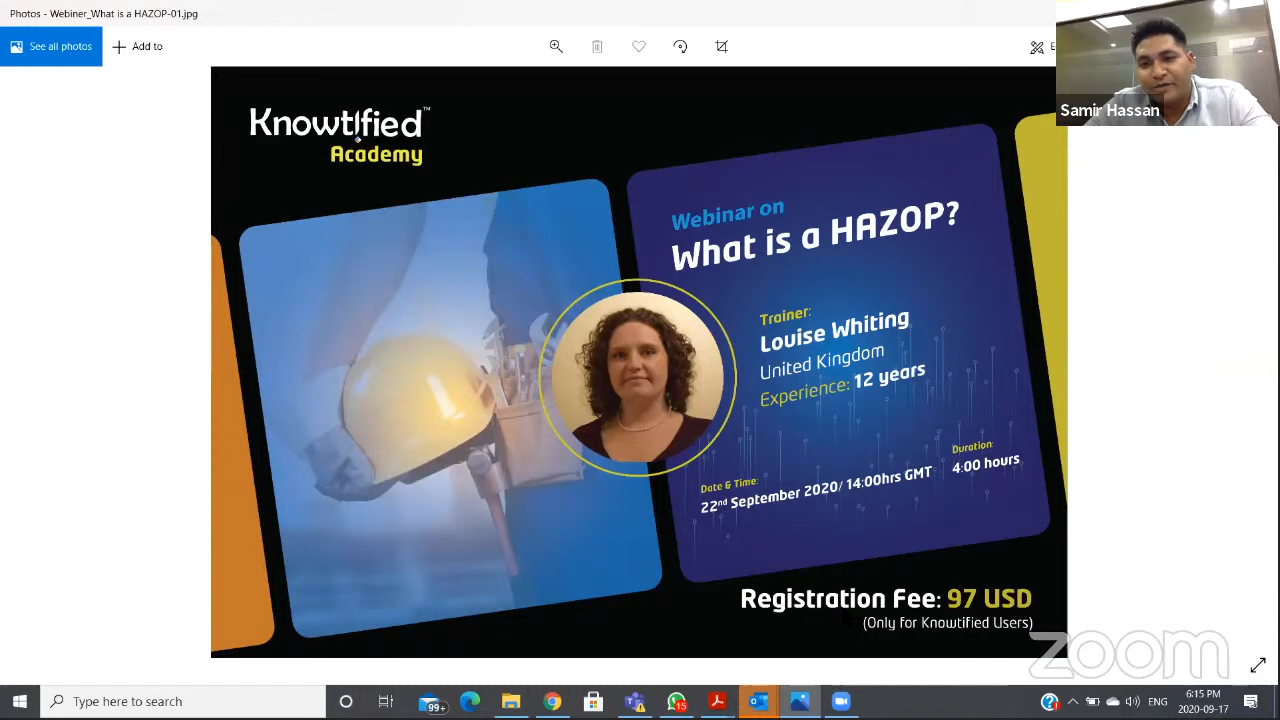 Photos - Webiner_What is a HAZOP-01.jpg
See all photos
Add to
Samir Hassan
Knowtified™
Academy
Webinar on
What is a HAZOP?
Trainer:
Louise Whiting
United Kingdom
Experience: 12 years
Date & Time:
22nd September 2020/ 14:00hrs GMT
Duration:
4:00 hours
Registration Fee: 97 USD
(Only for Knowtified Users)
zoom
Type here to search
99+
15
ENG
6:15 PM
2020-09-17